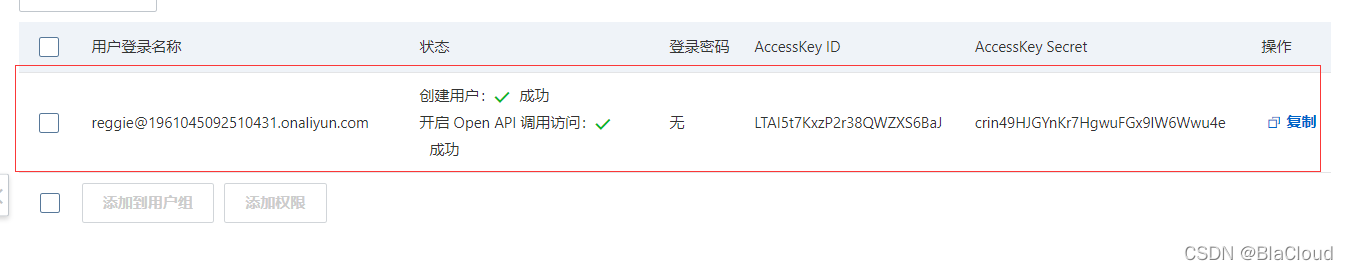 用户登录名称 状态 登录密码 AccessKey ID AccessKey Secret 操作
创建用户： 成功
reggie@1961045092510431.onaliyun.com 开启 Open API 调用访问： 无 LTAI5t7KxzP2r38QWZXS6BaJ crin49HJGYnKr7HgwuFGx9IW6Wwu4e 复制
成功
添加到用户组 添加权限
CSDN @BlaCloud